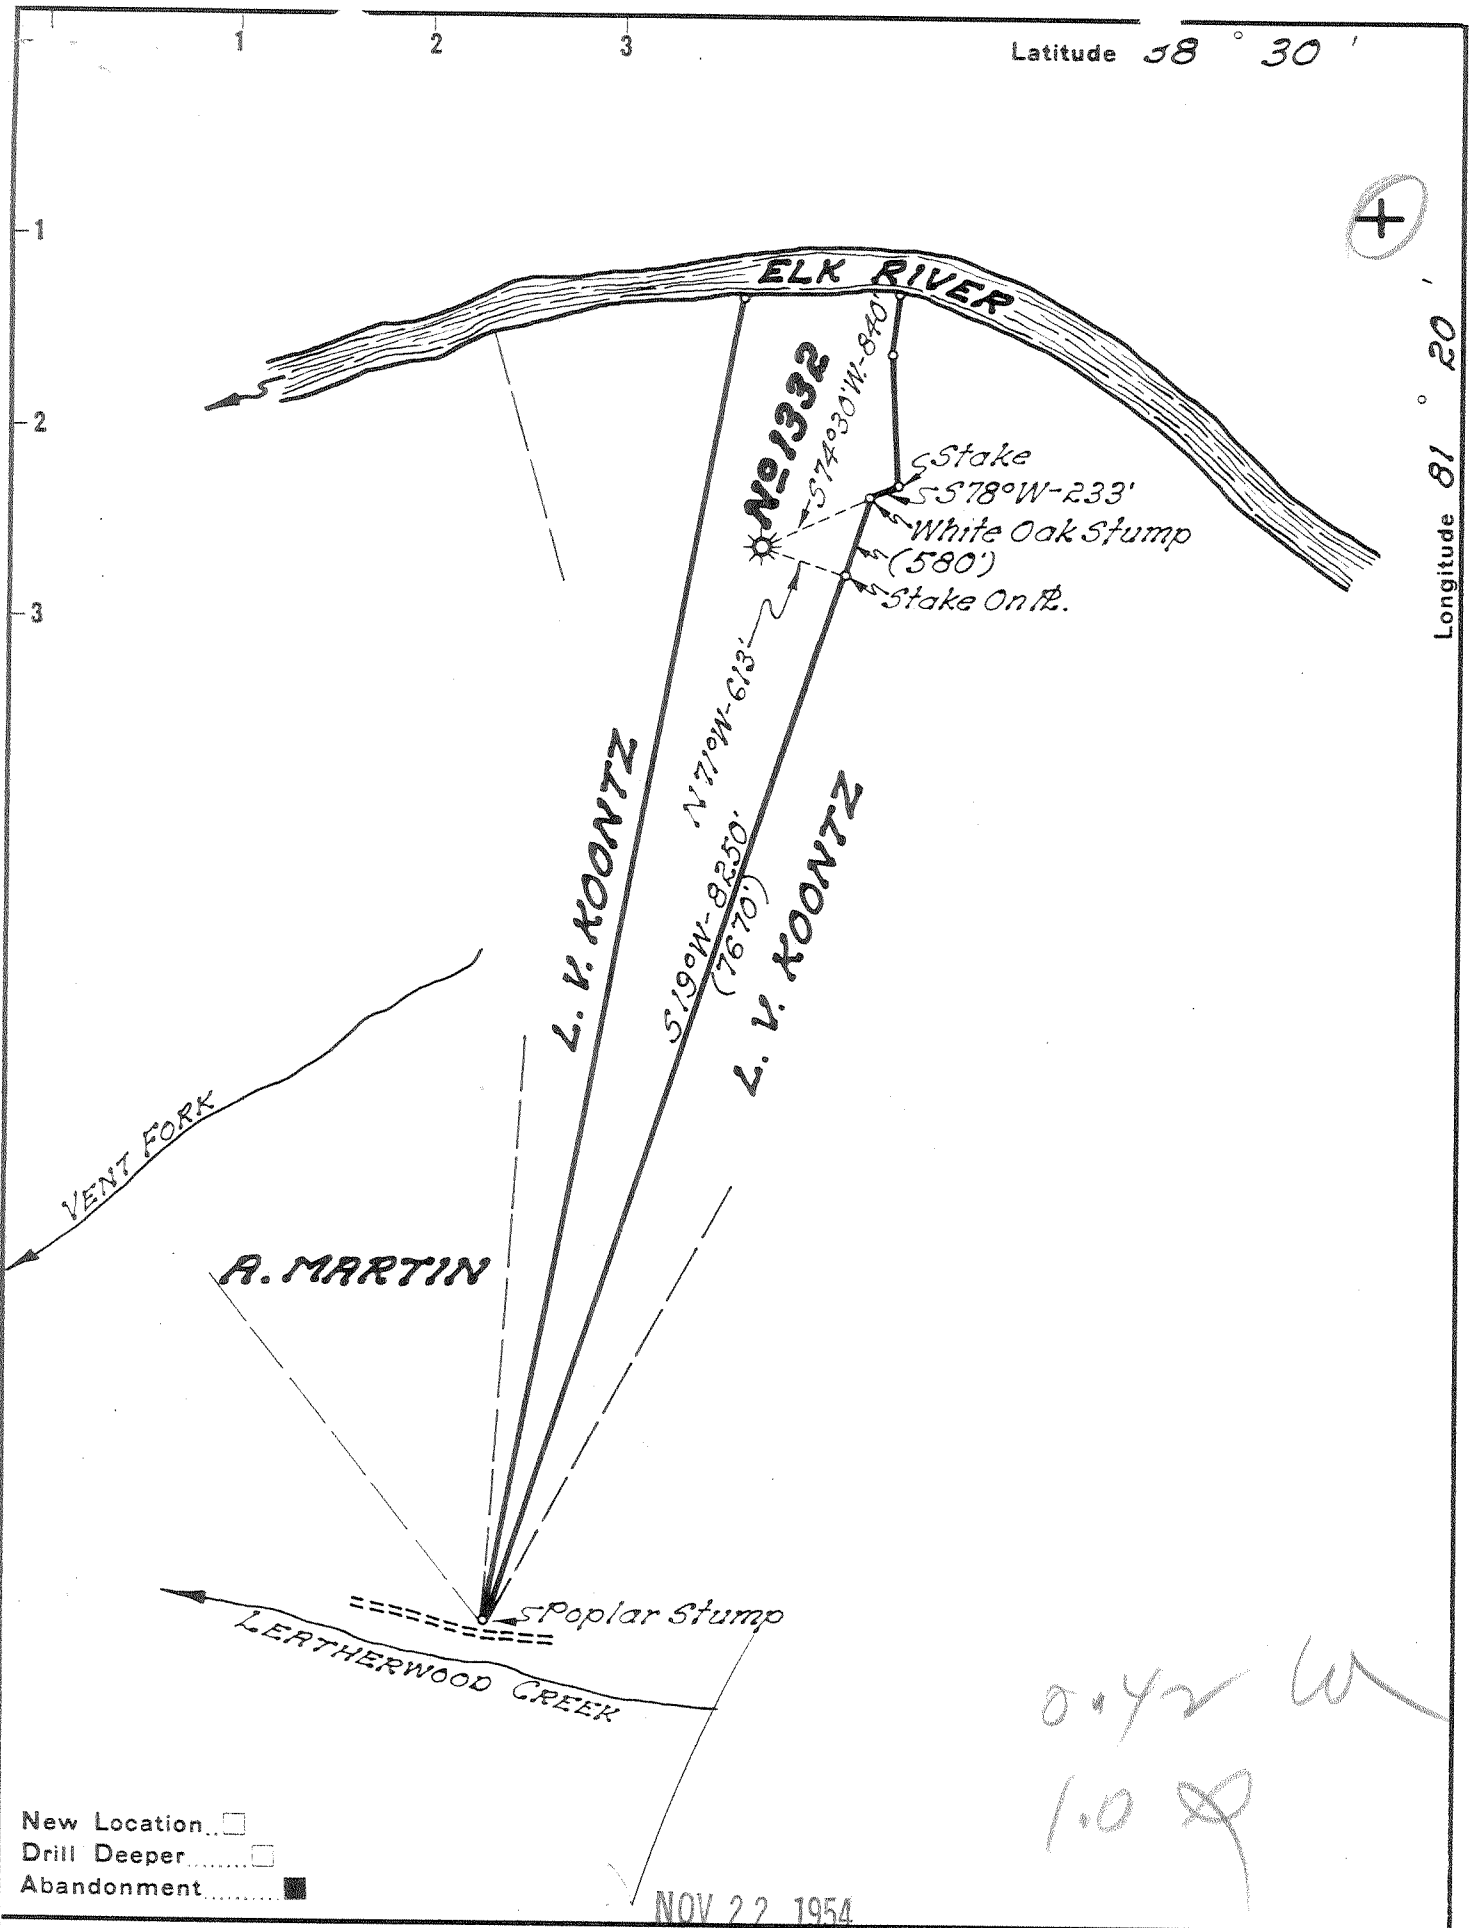 1 2 3
Latitude 38° 30'
1
2
3
Longitude 81° 20'
+
ELK RIVER
No 1332
S74°30'W.-840'
Stake
S78°W-233'
White Oak Stump
(580')
Stake On PL.
N71°W-613'
L. V. KOONTZ
S19°W-8250'
(7670')
L. V. KOONTZ
VENT FORK
A. MARTIN
Poplar Stump
LEATHERWOOD CREEK
0.42 W
1.0
New Location
Drill Deeper
Abandonment
NOV 22 1954